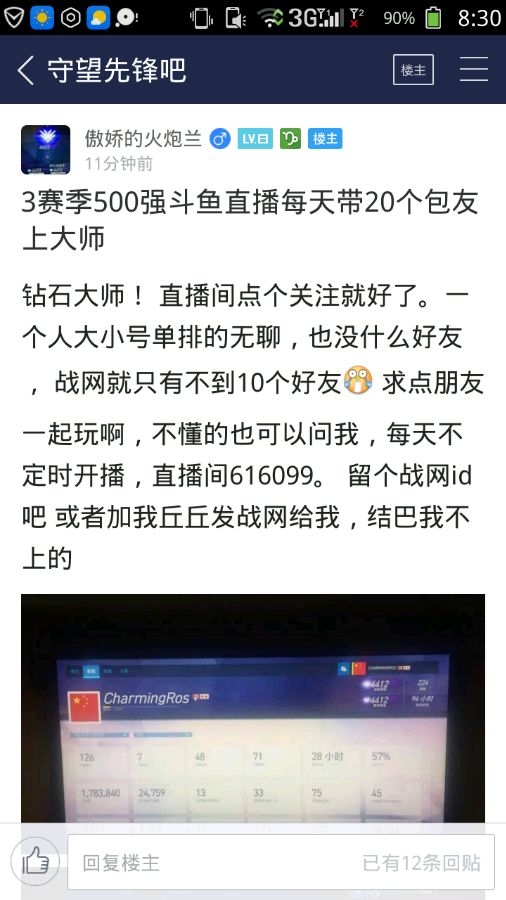 3G 90% 8:30
守望先锋吧 楼主
傲娇的火炮兰 LV.日 楼主
11分钟前
3赛季500强斗鱼直播每天带20个包友
上大师
钻石大师！ 直播间点个关注就好了。一
个人大小号单排的无聊，也没什么好友
，战网就只有不到10个好友 求点朋友
一起玩啊，不懂的也可以问我，每天不
定时开播，直播间616099。 留个战网id
吧 或者加我丘丘发战网给我，结巴我不
上的
CHARMINGROS
CharmingRos 4412 224
4412 94 小时
126 7 48 71 28 小时 57%
1,783,840 24,759 13 33 75 45
回复楼主 已有12条回贴